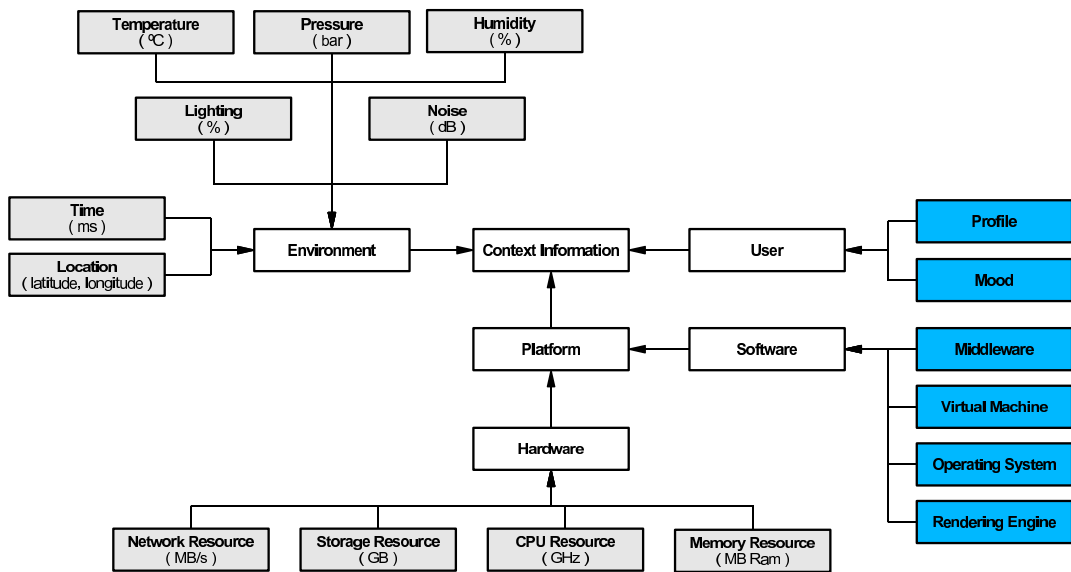 Temperature
( ºC )
Pressure
( bar )
Humidity
( % )
Lighting
( % )
Noise
( dB )
Time
( ms )
Location
( latitude, longitude )
Environment
Context Information
User
Profile
Mood
Platform
Software
Middleware
Virtual Machine
Operating System
Rendering Engine
Hardware
Network Resource
( MB/s )
Storage Resource
( GB )
CPU Resource
( GHz )
Memory Resource
( MB Ram )